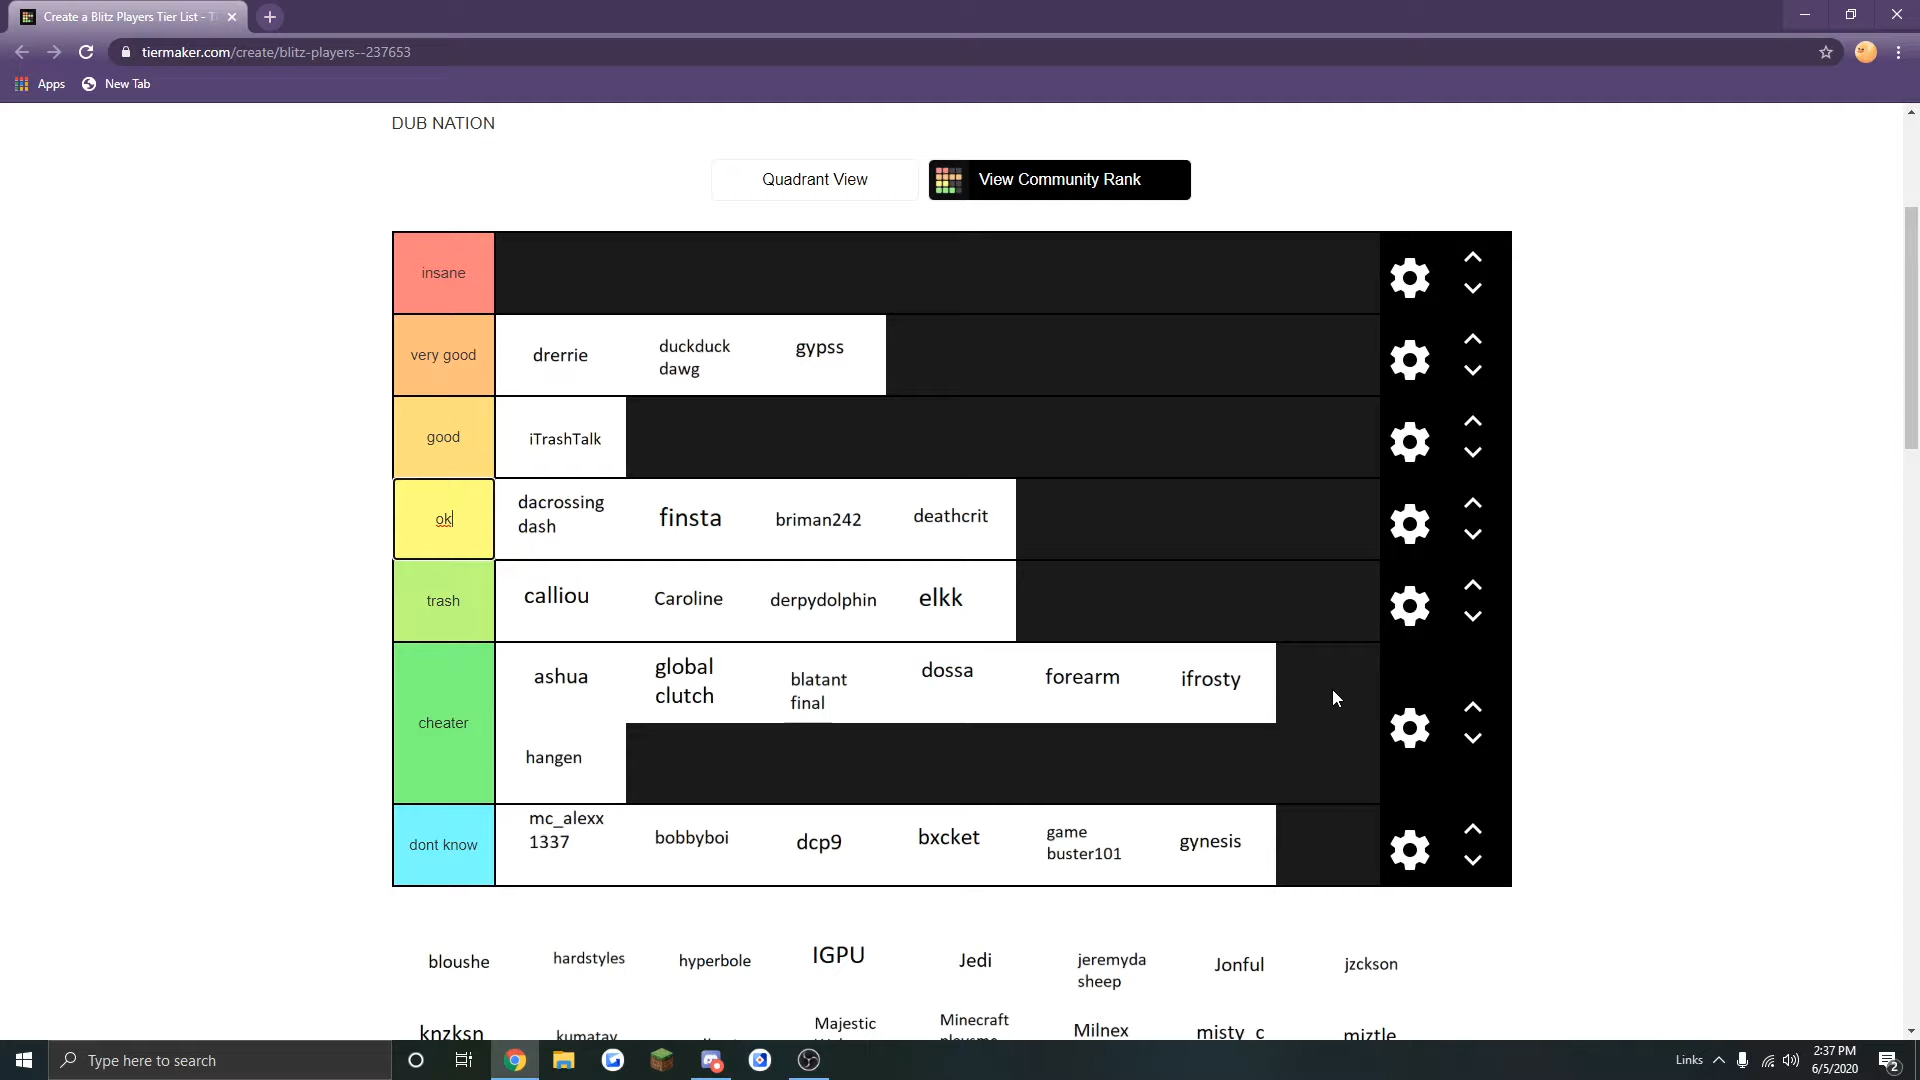 Create a Blitz Players Tier List - T
tiermaker.com/create/blitz-players--237653
Apps
New Tab
DUB NATION
Quadrant View
View Community Rank
insane
very good
drerrie
duckduck
dawg
gypss
good
iTrashTalk
ok
dacrossing
dash
finsta
briman242
deathcrit
trash
calliou
Caroline
derpydolphin
elkk
cheater
ashua
global
clutch
blatant
final
dossa
forearm
ifrosty
hangen
dont know
mc_alexx
1337
bobbyboi
dcp9
bxcket
game
buster101
gynesis
bloushe
hardstyles
hyperbole
IGPU
Jedi
jeremyda
sheep
Jonful
jzckson
knzksn
kumatay
Majestic
Minecraft
Milnex
misty_c
miztle
Type here to search
Links
2:37 PM
6/5/2020
2